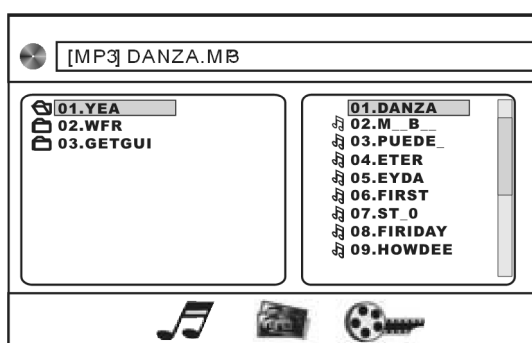 [MP3] DANZA.MP3
01.YEA
02.WFR
03.GETGUI
01.DANZA
02.M__B__
03.PUEDE_
04.ETER
05.EYDA
06.FIRST
07.ST_0
08.FIRIDAY
09.HOWDEE